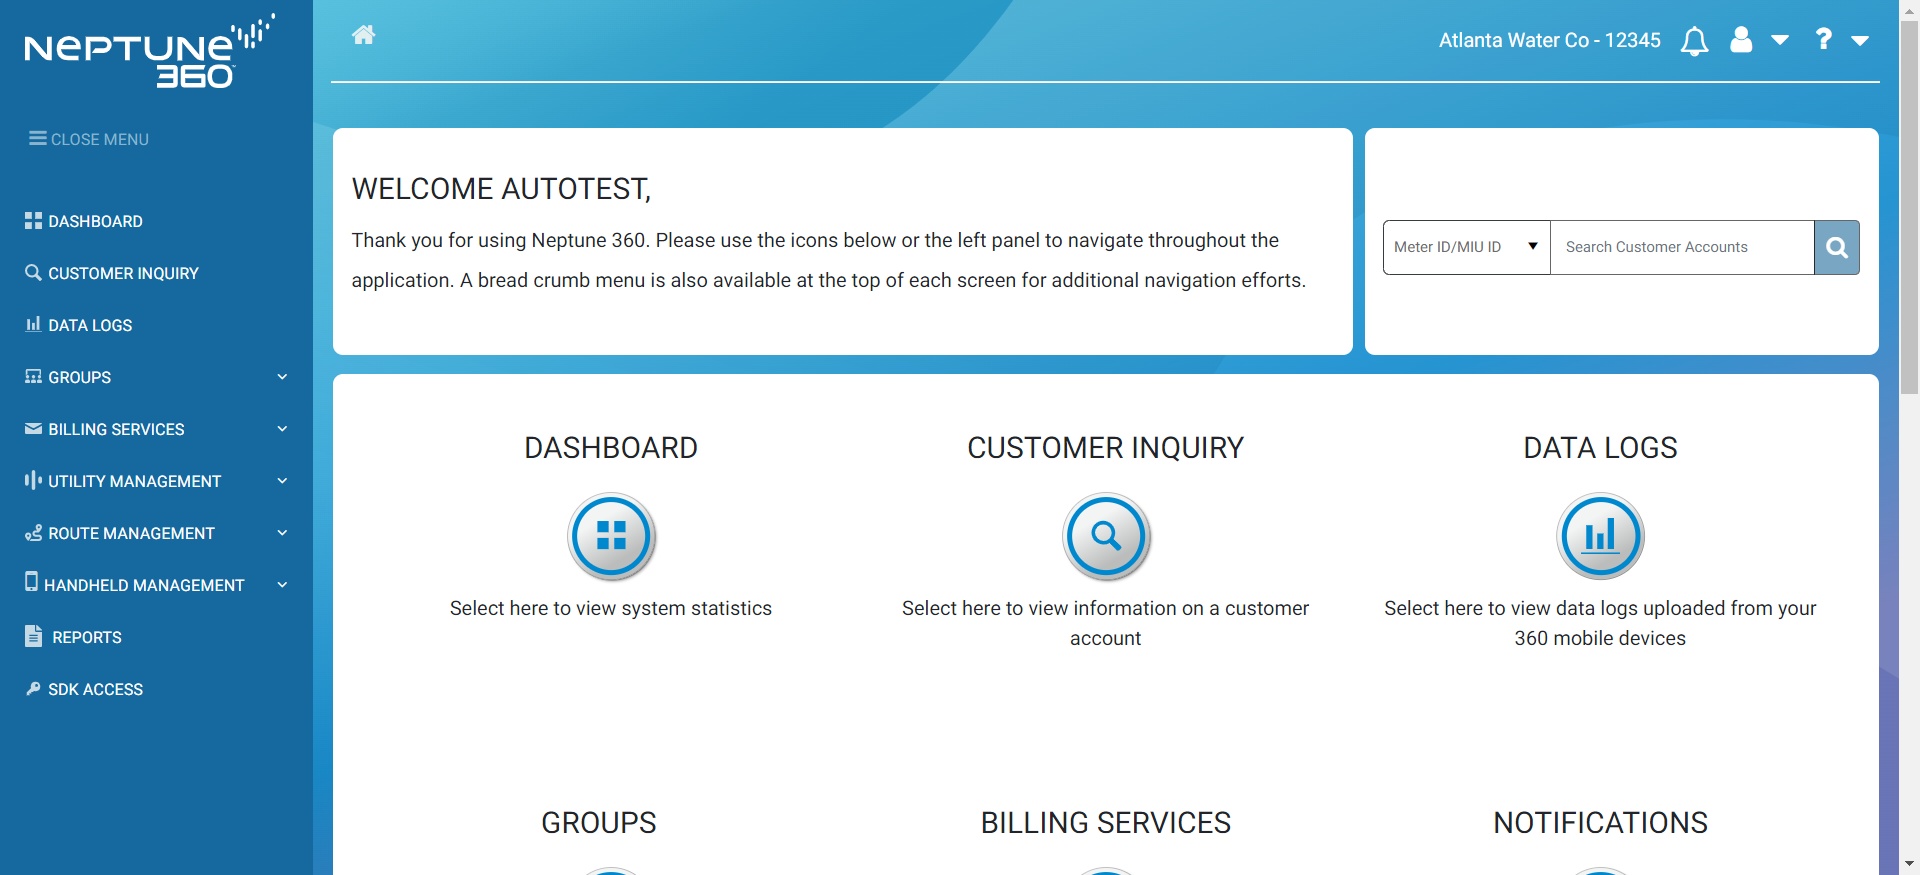 NEPTUNE
360
CLOSE MENU
DASHBOARD
CUSTOMER INQUIRY
DATA LOGS
GROUPS
BILLING SERVICES
UTILITY MANAGEMENT
ROUTE MANAGEMENT
HANDHELD MANAGEMENT
REPORTS
SDK ACCESS
Atlanta Water Co - 12345
?
WELCOME AUTOTEST,
Thank you for using Neptune 360. Please use the icons below or the left panel to navigate throughout the
application. A bread crumb menu is also available at the top of each screen for additional navigation efforts.
Meter ID/MIU ID
Search Customer Accounts
DASHBOARD
Select here to view system statistics
CUSTOMER INQUIRY
Select here to view information on a customer
account
DATA LOGS
Select here to view data logs uploaded from your
360 mobile devices
GROUPS
BILLING SERVICES
NOTIFICATIONS